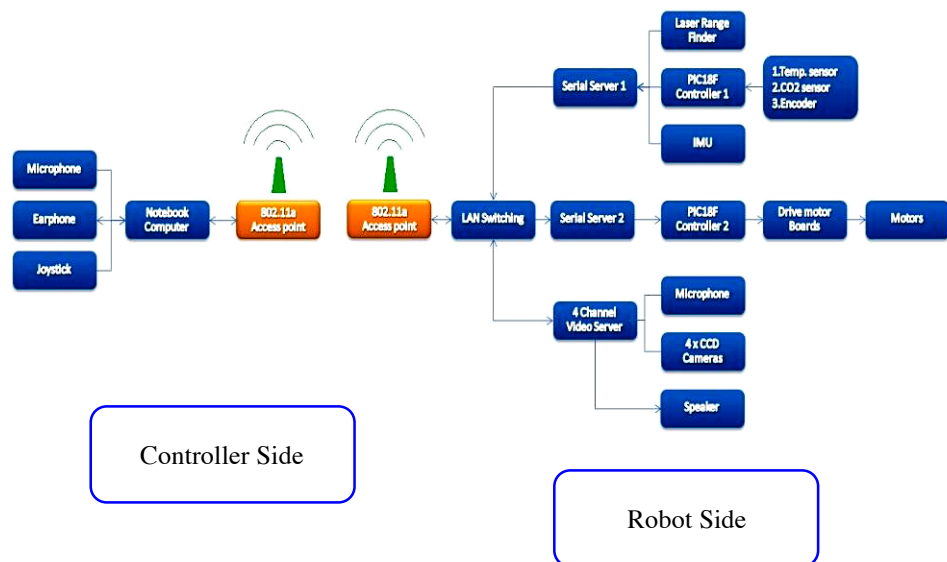 Laser Range
Finder
Serial Server 1
PIC18F
Controller 1
1.Temp. sensor
2.CO2 sensor
3.Encoder
IMU
Microphone
Earphone
Joystick
Notebook
Computer
802.11a
Access point
802.11a
Access point
LAN Switching
Serial Server 2
PIC18F
Controller 2
Drive motor
Boards
Motors
4 Channel
Video Server
Microphone
4 x CCD
Cameras
Speaker
Controller Side
Robot Side